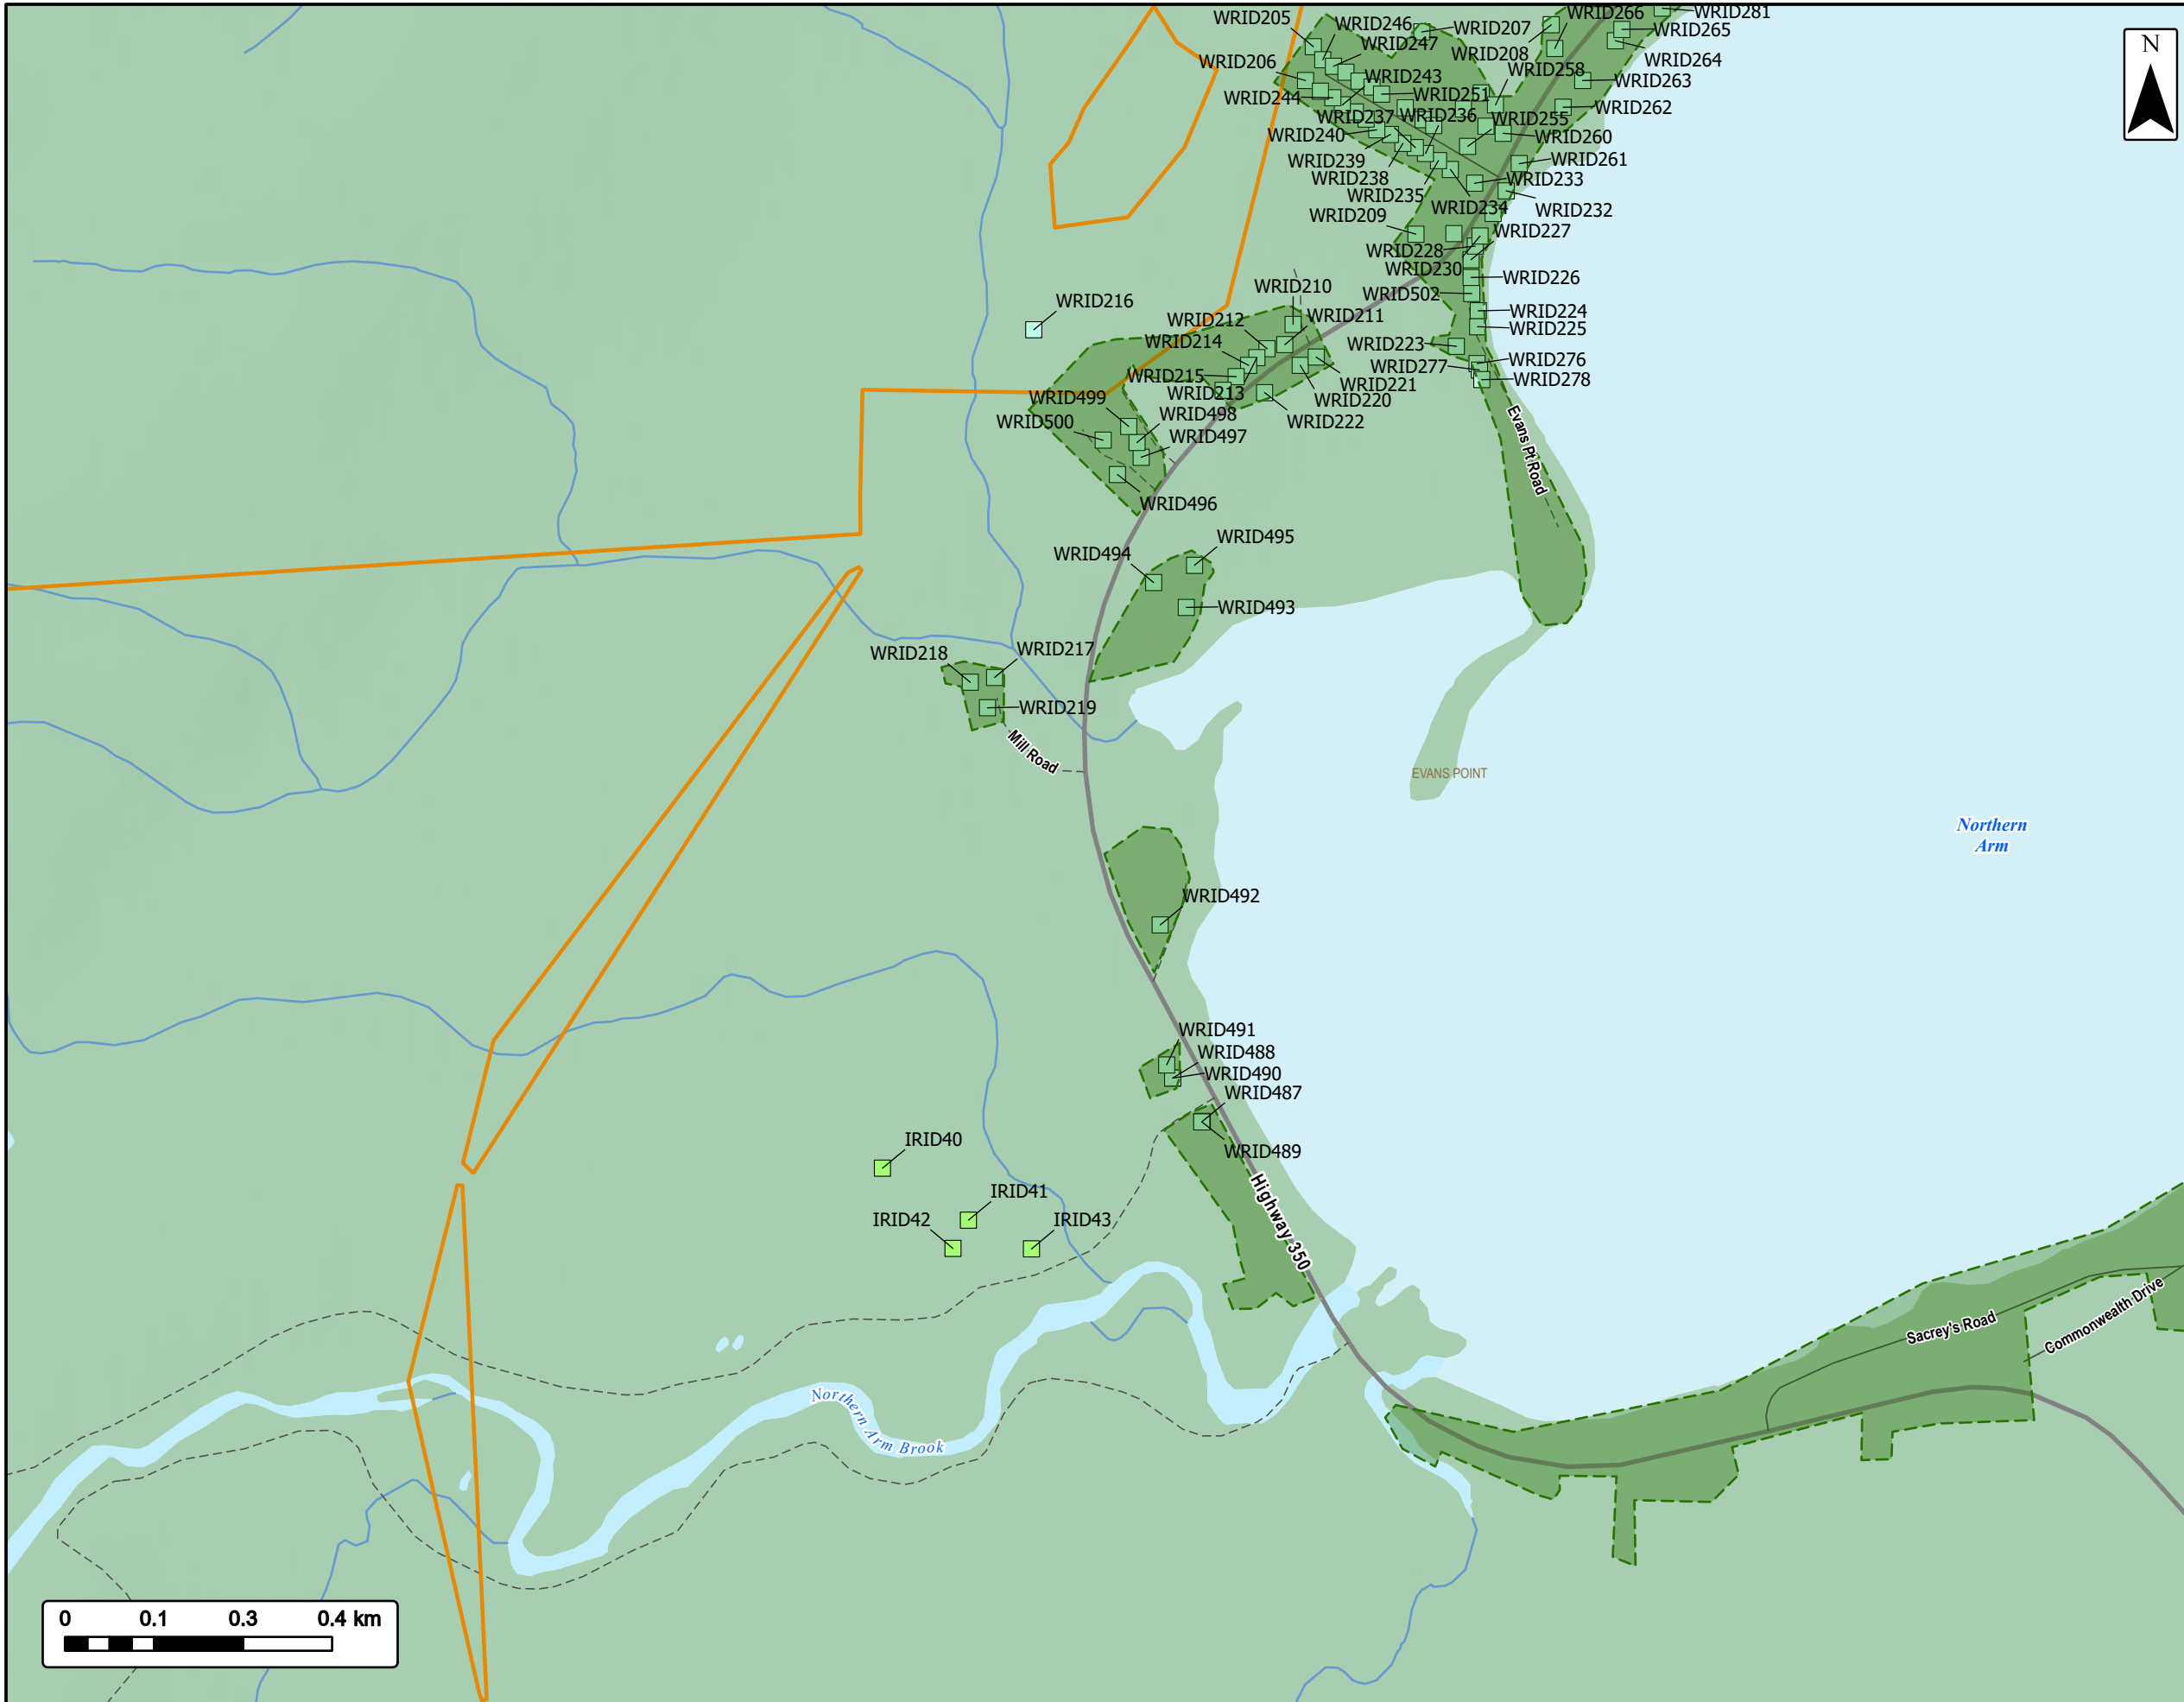 WRID266
WRID281
WRID205
WRID246
WRID207
WRID265
N
WRID247
WRID208
WRID206
WRID258
WRID264
WRID243
WRID263
WRID244
WRID251
WRID262
WRID237
WRID236
WRID255
WRID240
WRID260
WRID239
WRID261
WRID238
WRID233
WRID235
WRID234
WRID232
WRID209
WRID227
WRID228
WRID230
WRID226
WRID210
WRID502
WRID216
WRID224
WRID212
WRID211
WRID225
WRID214
WRID223
WRID276
WRID215
WRID277
WRID278
WRID213
WRID221
WRID220
WRID499
WRID498
WRID500
WRID497
WRID222
Evans Pt Road
WRID496
WRID495
WRID494
WRID493
WRID218
WRID217
WRID219
Mill Road
EVANS POINT
Northern
Arm
WRID492
WRID491
WRID488
WRID490
WRID487
WRID489
IRID40
IRID41
IRID42
IRID43
Highway 350
Sacrey's Road
Commonwealth Drive
Northern Arm Brook
0 0.1 0.3 0.4 km